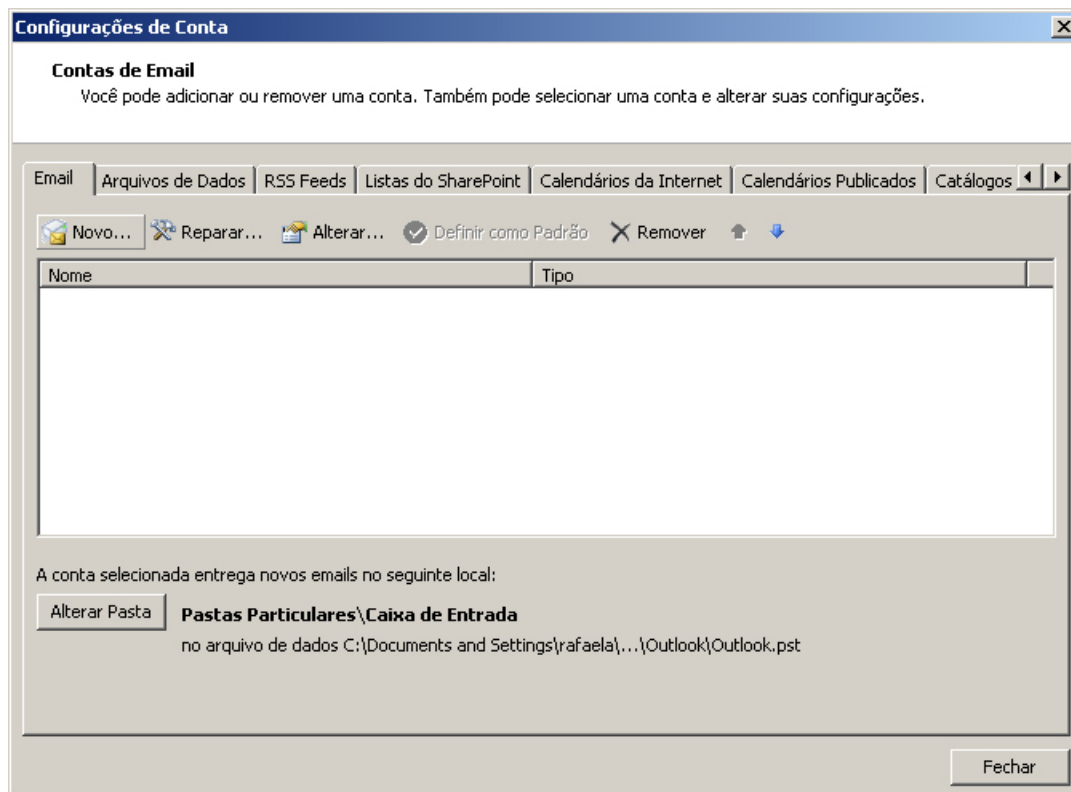 Configurações de Conta
Contas de Email
Você pode adicionar ou remover uma conta. Também pode selecionar uma conta e alterar suas configurações.
Email Arquivos de Dados RSS Feeds Listas do SharePoint Calendários da Internet Calendários Publicados Catálogos
Novo... Reparar... Alterar... Definir como Padrão Remover
Nome Tipo
A conta selecionada entrega novos emails no seguinte local:
Alterar Pasta Pastas Particulares\Caixa de Entrada
no arquivo de dados C:\Documents and Settings\rafaela\...\Outlook\Outlook.pst
Fechar